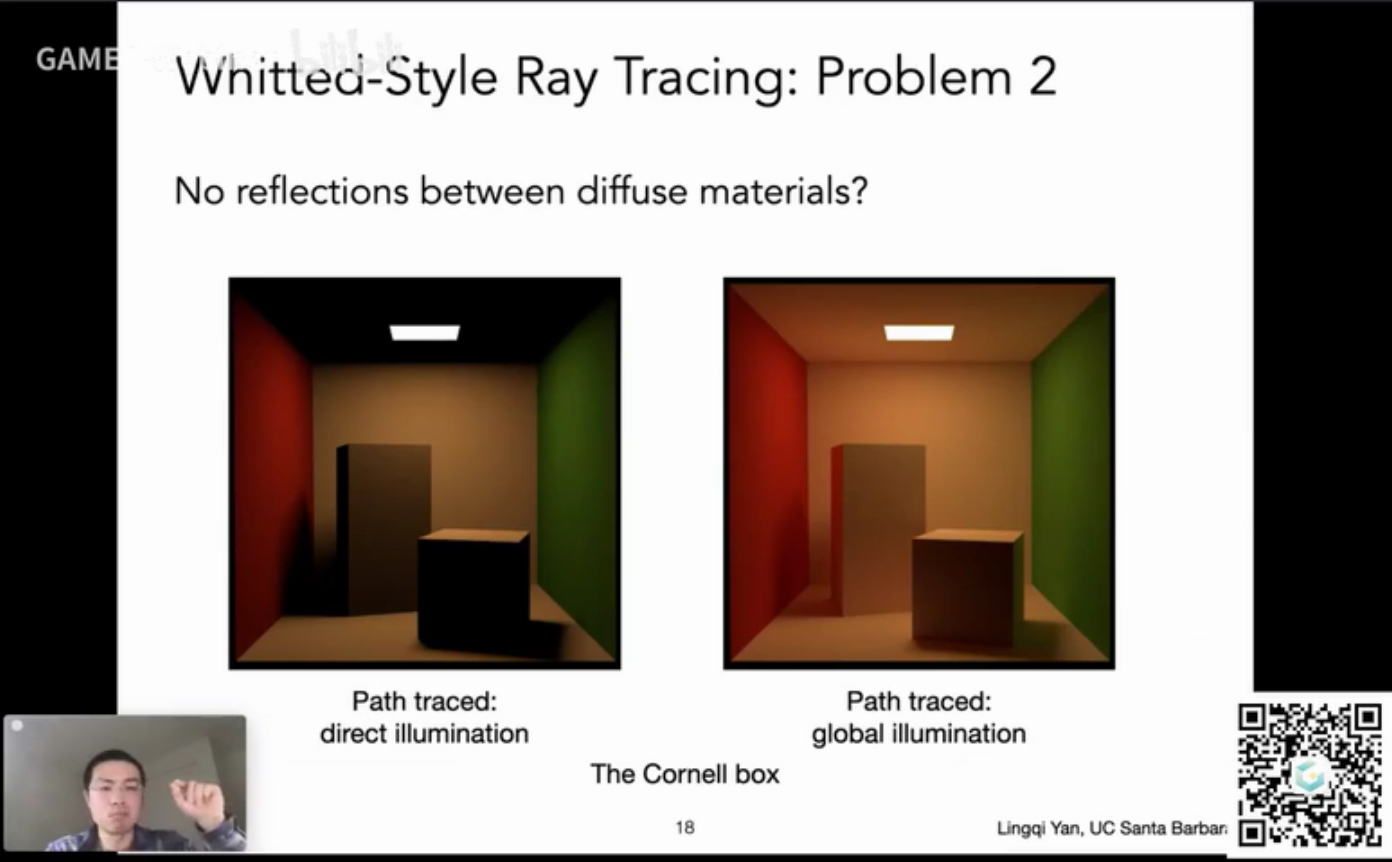 GAME
Whitted-Style Ray Tracing: Problem 2
No reflections between diffuse materials?
Path traced:
direct illumination
Path traced:
global illumination
The Cornell box
18
Lingqi Yan, UC Santa Barbar